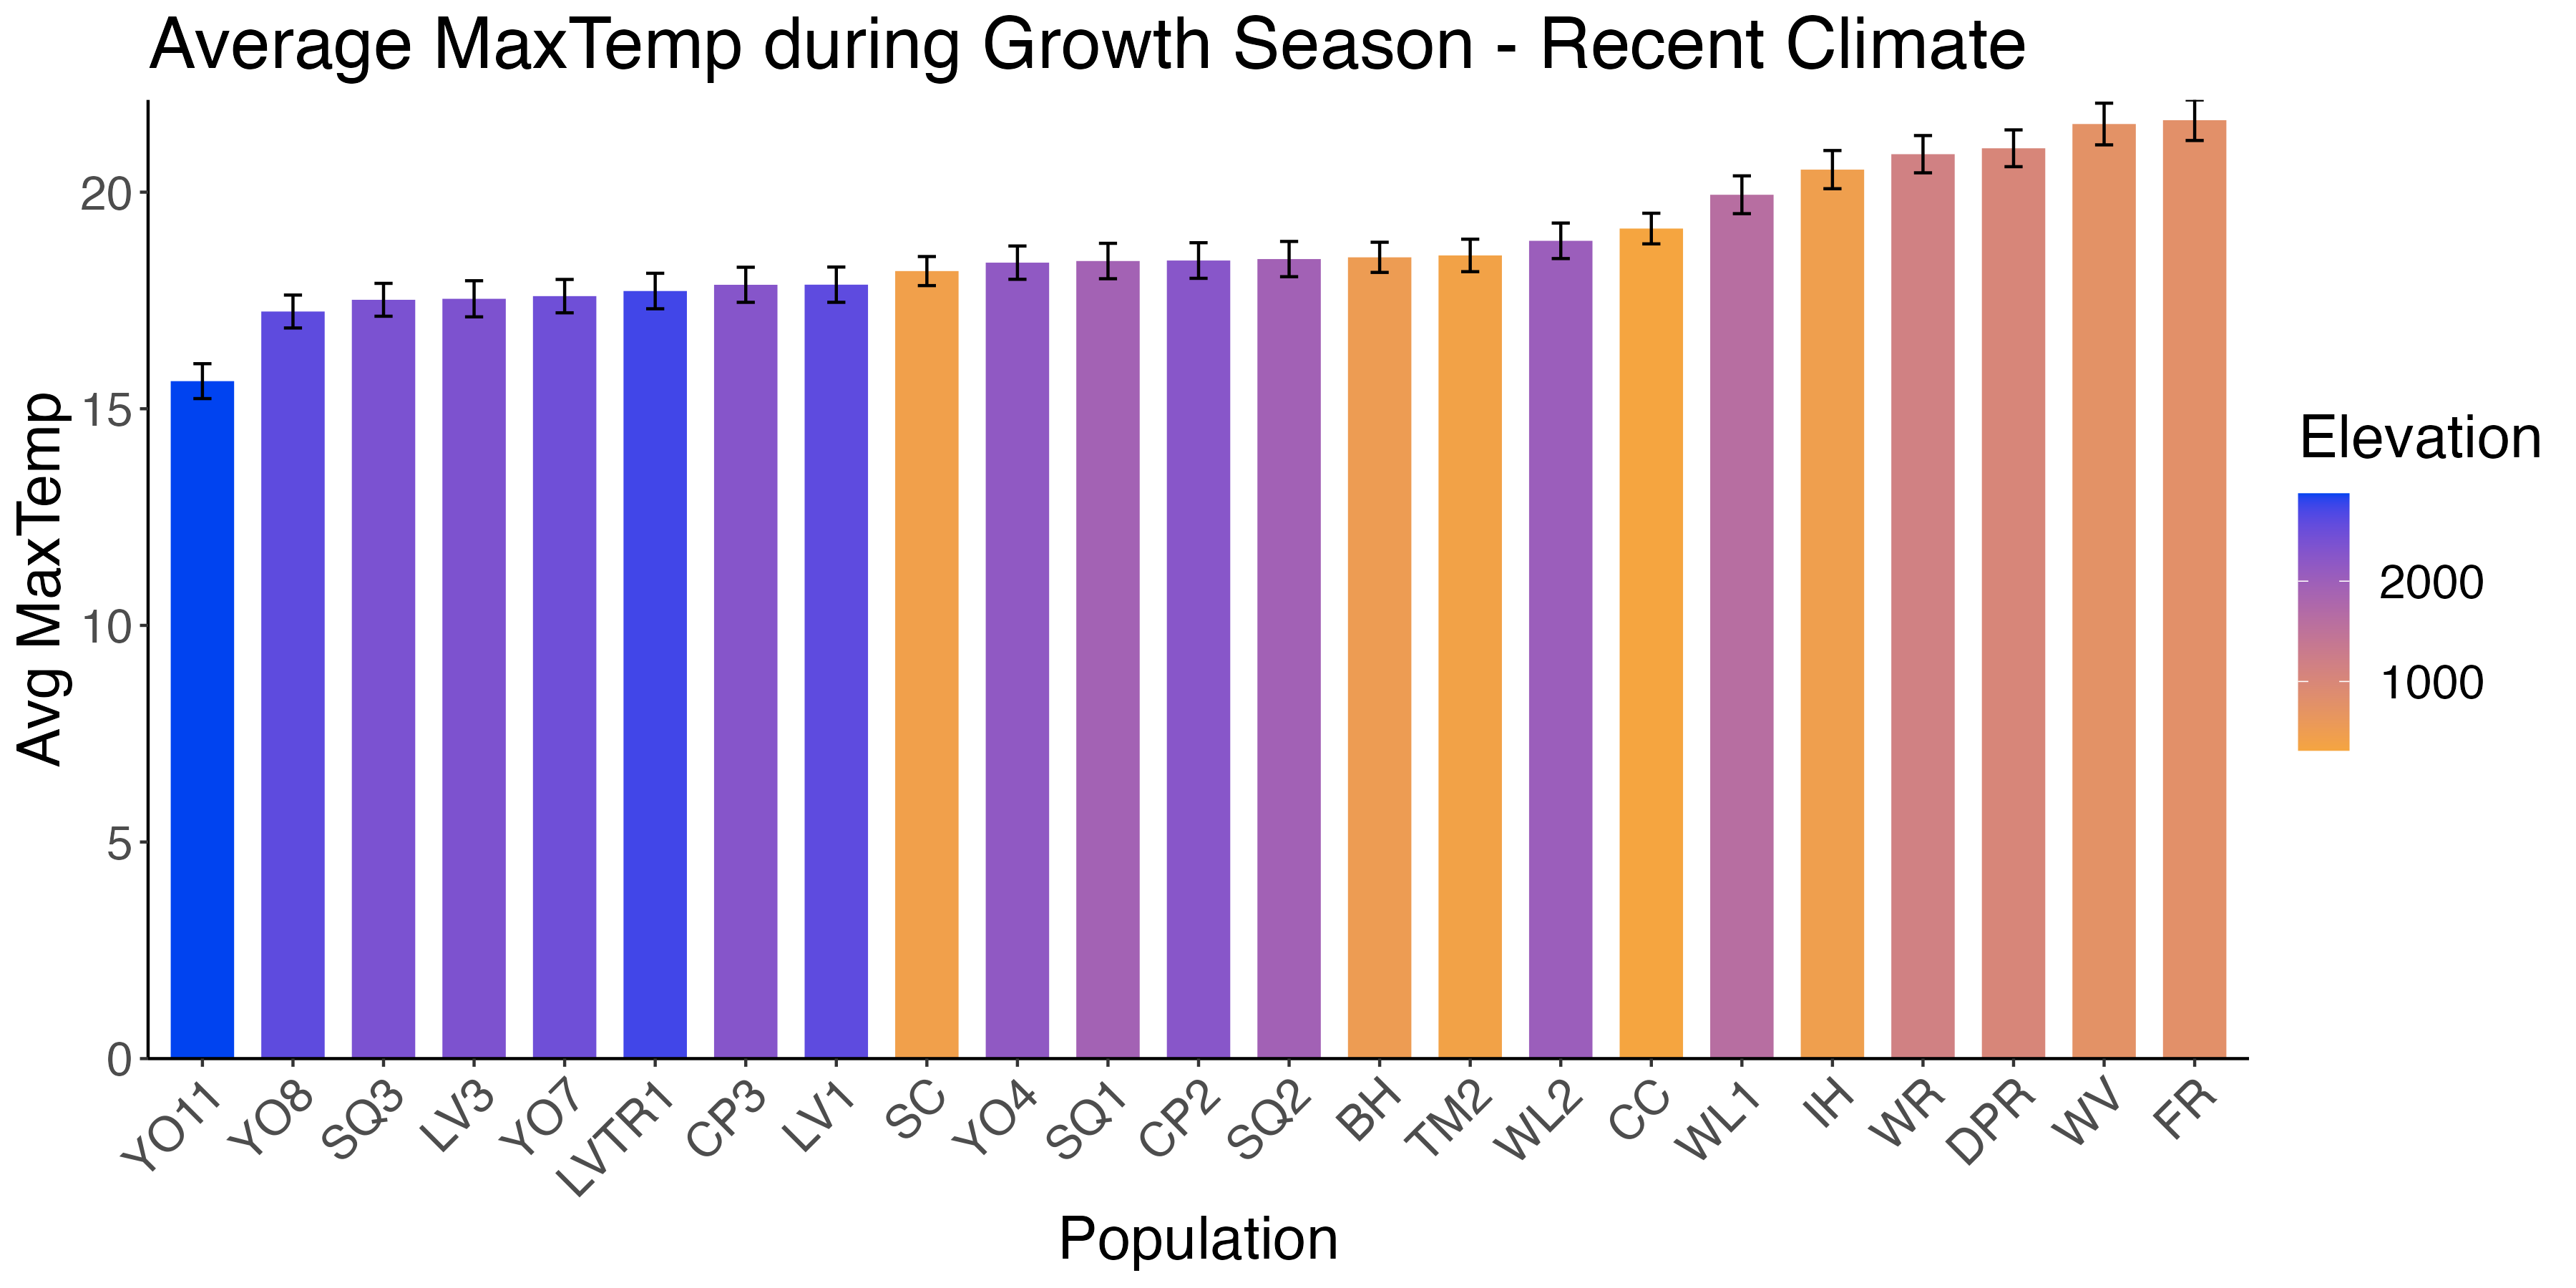 Average MaxTemp during Growth Season - Recent Climate
Avg MaxTemp
20
15
10
5
0
YO11
YO8
SQ3
LV3
YO7
LVTR1
CP3
LV1
SC
YO4
SQ1
CP2
SQ2
BH
TM2
WL2
CC
WL1
IH
WR
DPR
WV
FR
Population
Elevation
2000
1000